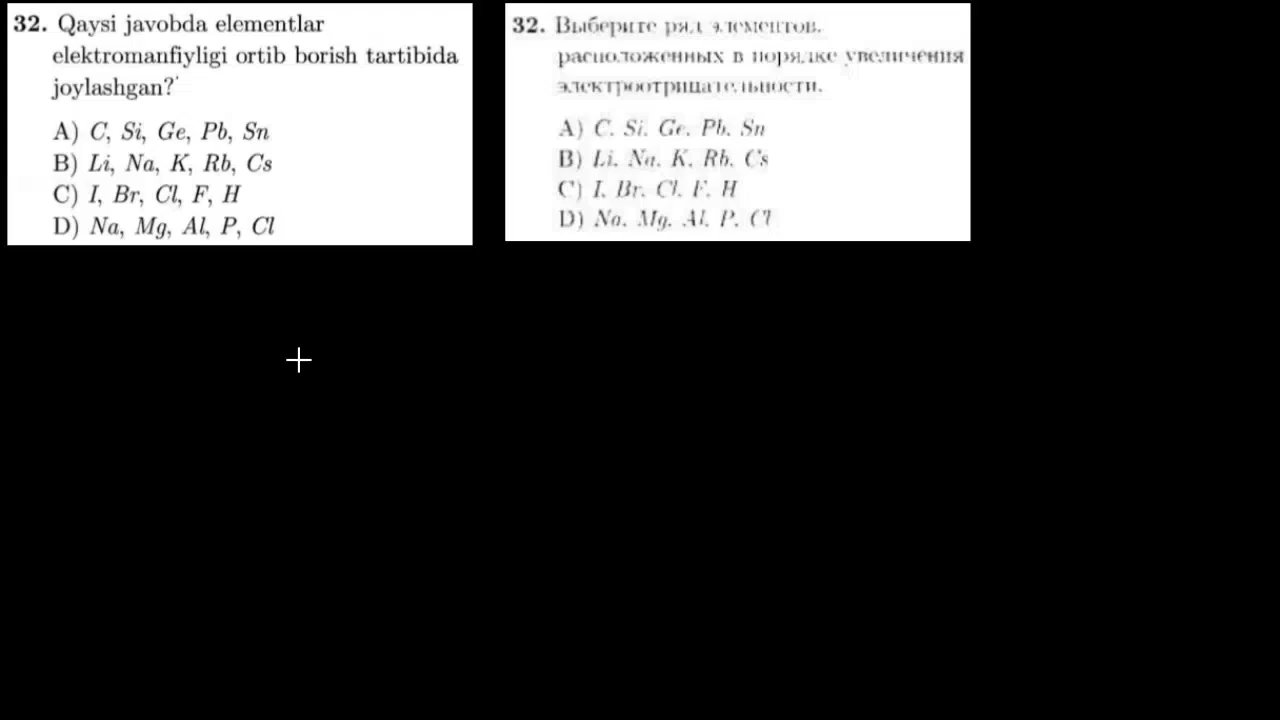 32. Qaysi javobda elementlar
elektromanfiyligi ortib borish tartibida
joylashgan?
A) C, Si, Ge, Pb, Sn
B) Li, Na, K, Rb, Cs
C) I, Br, Cl, F, H
D) Na, Mg, Al, P, Cl
32. Выберите ряд элементов,
расположенных в порядке увеличения
электроотрицательности.
A) C, Si, Ge, Pb, Sn
B) Li, Na, K, Rb, Cs
C) I, Br, Cl, F, H
D) Na, Mg, Al, P, Cl